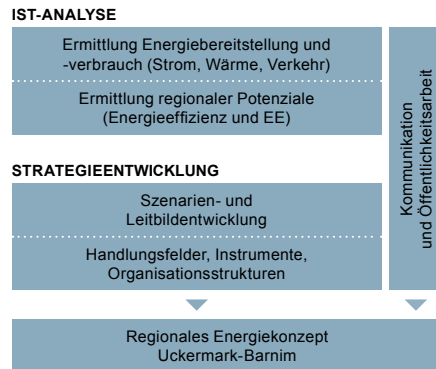 IST-ANALYSE
Ermittlung Energiebereitstellung und
-verbrauch (Strom, Wärme, Verkehr)
Ermittlung regionaler Potenziale
(Energieeffizienz und EE)
STRATEGIEENTWICKLUNG
Szenarien- und
Leitbildentwicklung
Handlungsfelder, Instrumente,
Organisationsstrukturen
Kommunikation
und Öffentlichkeitsarbeit
Regionales Energiekonzept
Uckermark-Barnim